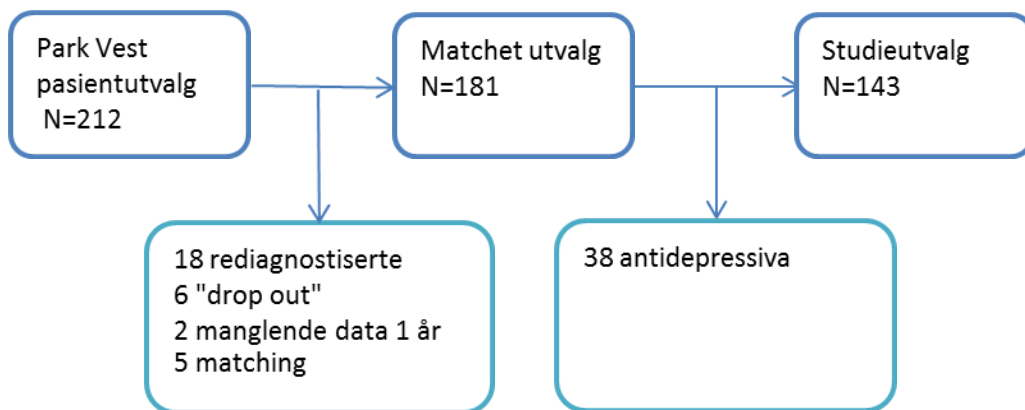 Park Vest
pasientutvalg
N=212
Matchet utvalg
N=181
Studieutvalg
N=143
18 rediagnostiserte
6 "drop out"
2 manglende data 1 år
5 matching
38 antidepressiva